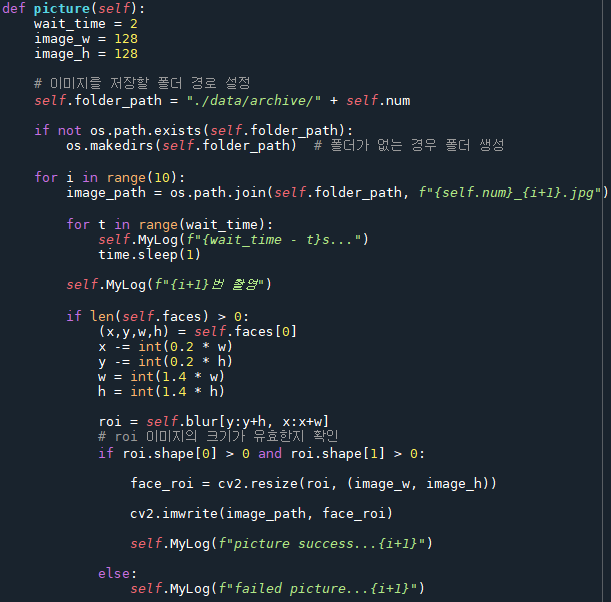 def picture(self):
    wait_time = 2
    image_w = 128
    image_h = 128
    # 이미지를 저장할 폴더 경로 설정
    self.folder_path = "./data/archive/" + self.num
    if not os.path.exists(self.folder_path):
        os.makedirs(self.folder_path)  # 폴더가 없는 경우 폴더 생성
    for i in range(10):
        image_path = os.path.join(self.folder_path, f"{self.num}_{i+1}.jpg")
        for t in range(wait_time):
            self.MyLog(f"{wait_time - t}s...")
            time.sleep(1)
        self.MyLog(f"{i+1}번 촬영")
        if len(self.faces) > 0:
            (x,y,w,h) = self.faces[0]
            x -= int(0.2 * w)
            y -= int(0.2 * h)
            w = int(1.4 * w)
            h = int(1.4 * h)
            roi = self.blur[y:y+h, x:x+w]
            # roi 이미지의 크기가 유효한지 확인
            if roi.shape[0] > 0 and roi.shape[1] > 0:
                face_roi = cv2.resize(roi, (image_w, image_h))
                cv2.imwrite(image_path, face_roi)
                self.MyLog(f"picture success...{i+1}")
            else:
                self.MyLog(f"failed picture...{i+1}")